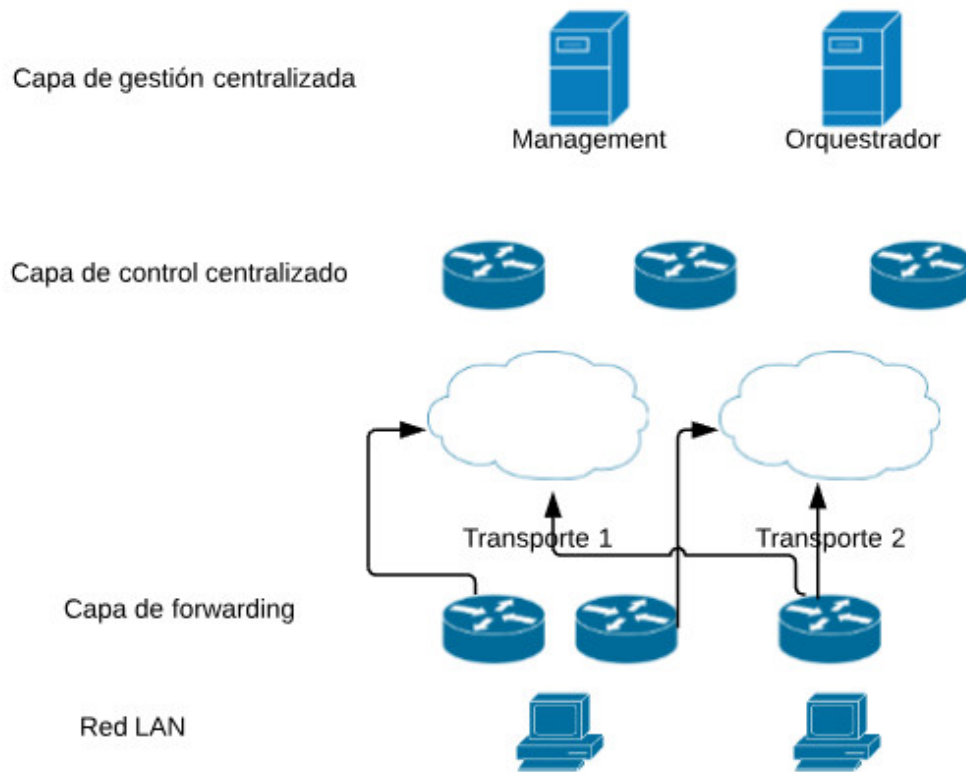 Capa de gestión centralizada
Management
Orquestrador
Capa de control centralizado
Transporte 1
Transporte 2
Capa de forwarding
Red LAN